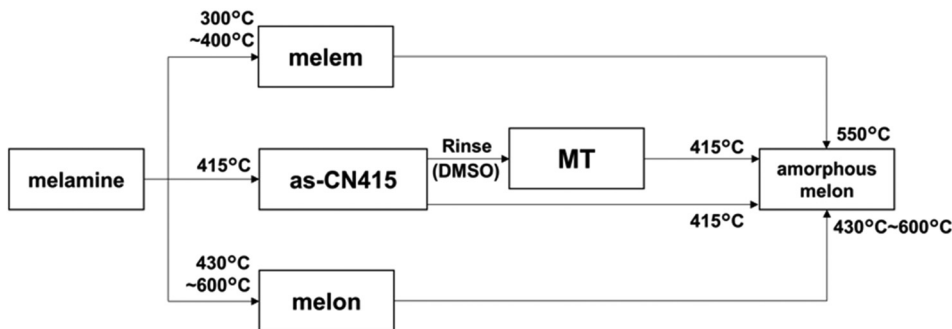 300°C
~400°C
melem
melamine
415°C
as-CN415
Rinse
(DMSO)
MT
415°C
415°C
550°C
amorphous
melon
430°C~600°C
430°C
~600°C
melon